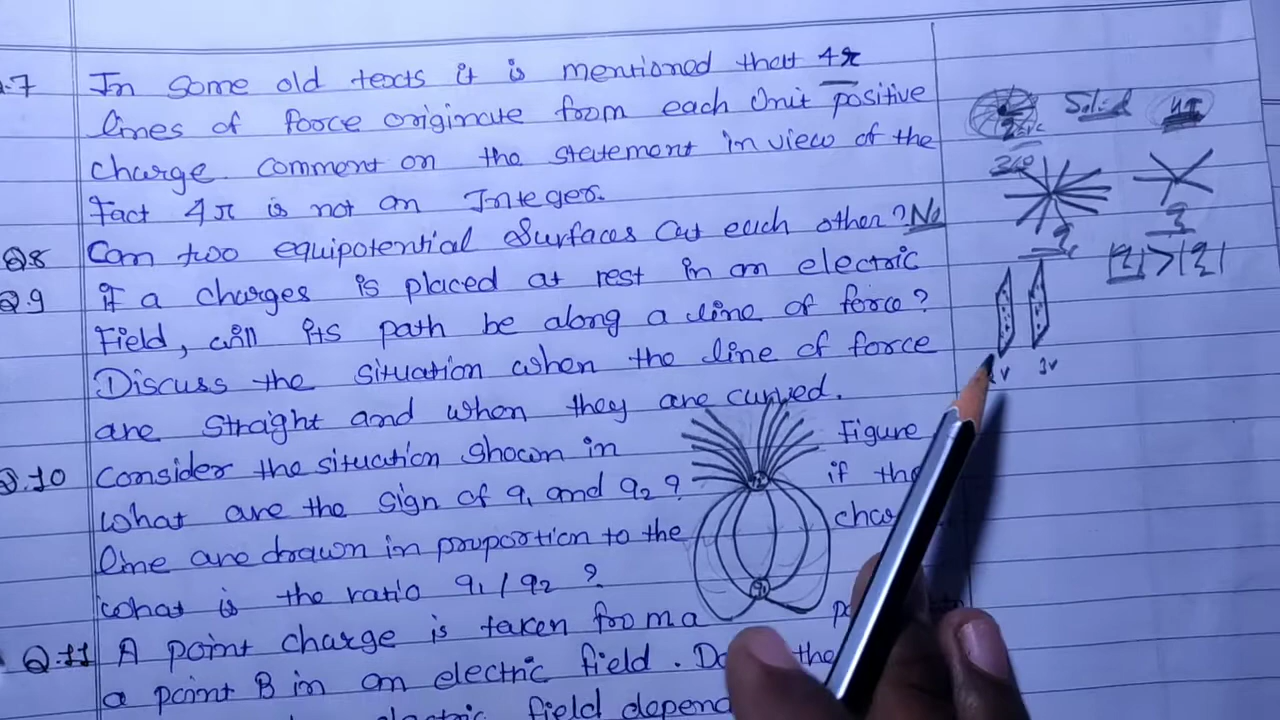 .7 In some old texts it is mentioned that 4π
lines of force originate from each Unit positive
charge. comment on the statement in view of the
Fact 4π is not an Integer.
Q8 Can two equipotential Surfaces cut each other? No
Q.9 if a charges is placed at rest in an electric
Field, will its path be along a line of force?
Discuss the situation when the line of force
are straight and when they are curved.
Q.10 Consider the situation shown in Figure
What are the sign of q1 and q2 ? if the
line are drawn in proportion to the
what is the ratio q1/q2 ?
Q.11 A point charge is taken from a
a point B in an electric field. the
field depend
Solid 4π
360
3v